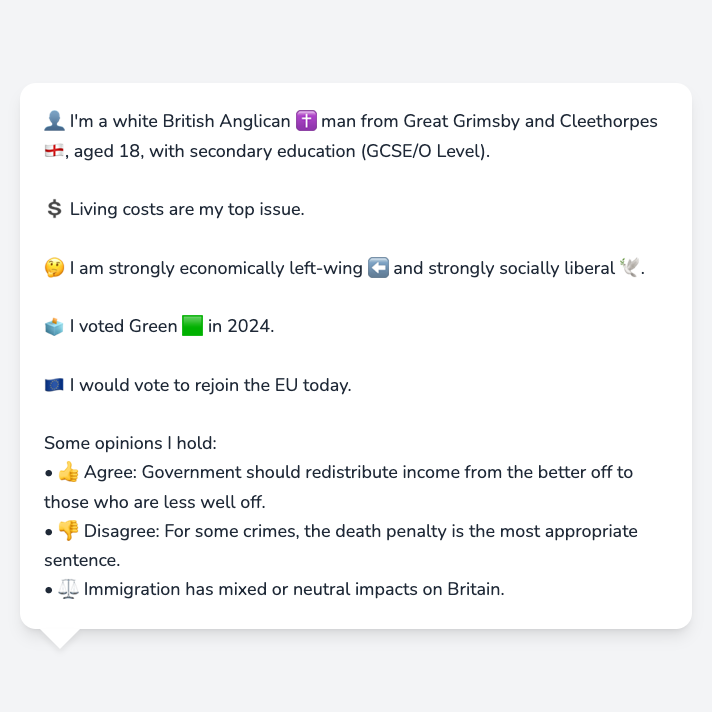 👤 I'm a white British Anglican ✝️ man from Great Grimsby and Cleethorpes
🏴󠁧󠁢󠁥󠁮󠁧󠁿, aged 18, with secondary education (GCSE/O Level).
💲 Living costs are my top issue.
🤔 I am strongly economically left-wing ⬅️ and strongly socially liberal 🕊️.
🗳️ I voted Green 🟩 in 2024.
🇪🇺 I would vote to rejoin the EU today.
Some opinions I hold:
• 👍 Agree: Government should redistribute income from the better off to
those who are less well off.
• 👎 Disagree: For some crimes, the death penalty is the most appropriate
sentence.
• ⚖️ Immigration has mixed or neutral impacts on Britain.